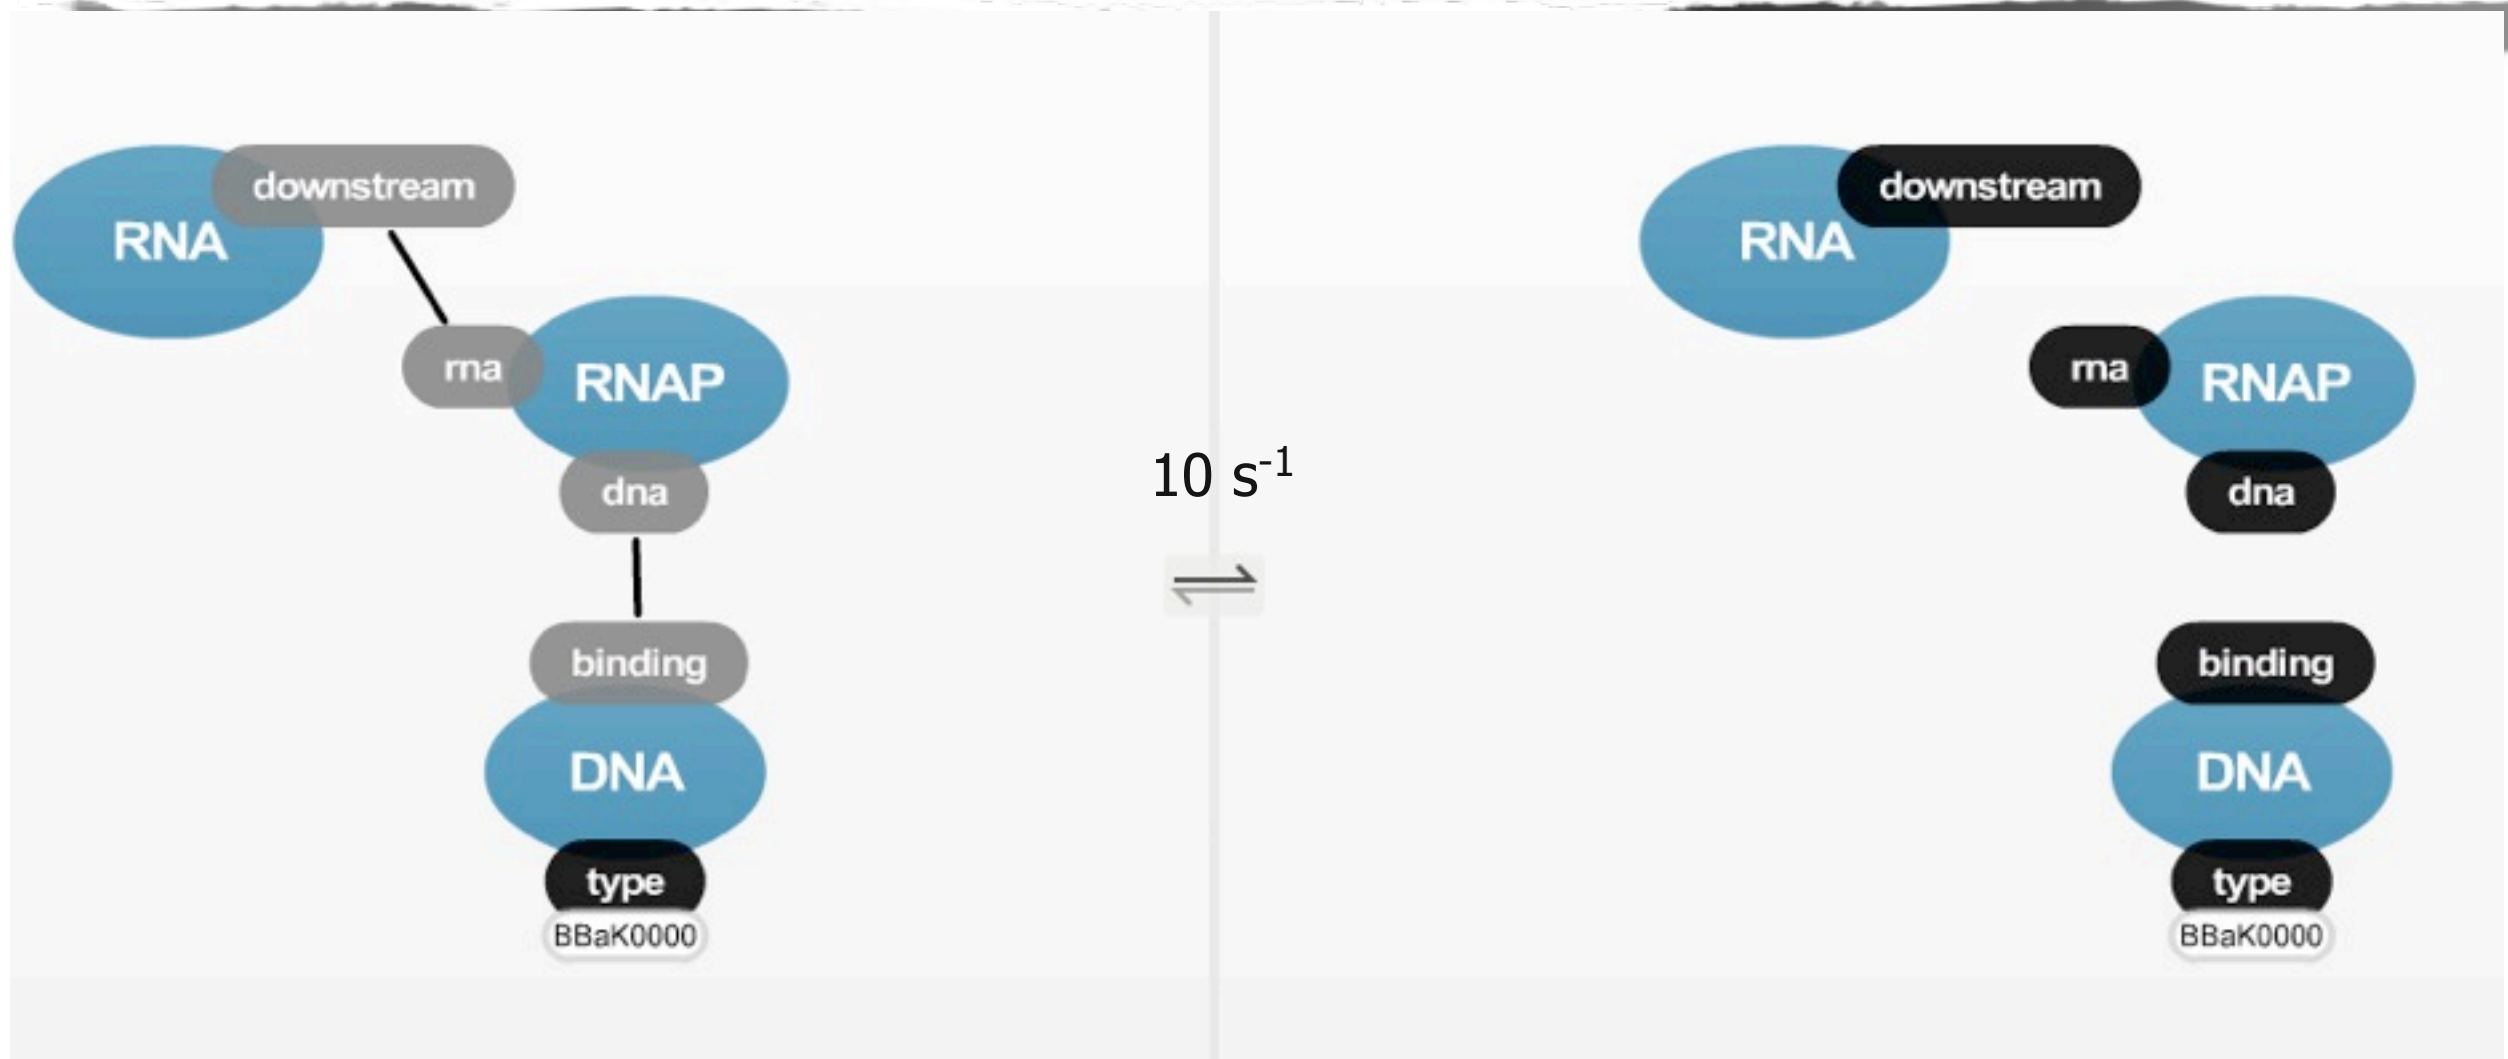 downstream
RNA
rna
RNAP
dna
binding
DNA
type
BBaK0000
10 s-1
downstream
RNA
rna
RNAP
dna
binding
DNA
type
BBaK0000